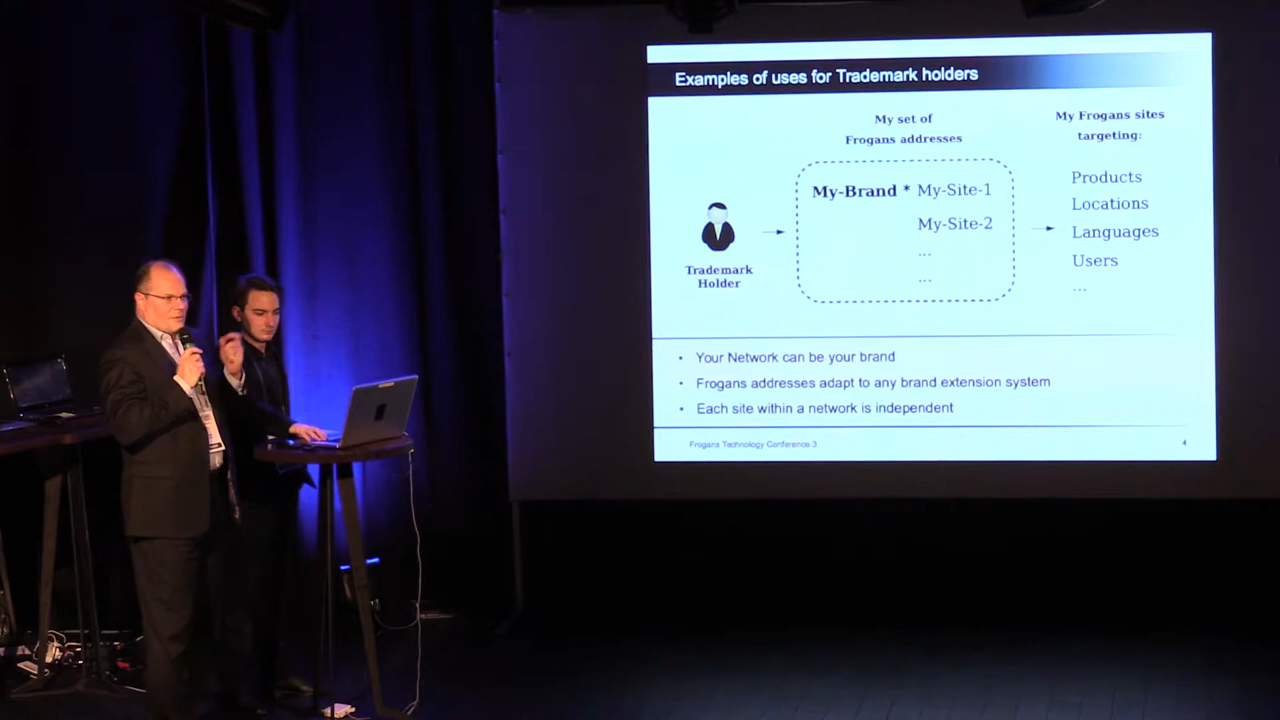 Examples of uses for Trademark holders
My set of
Frogans addresses
My Frogans sites
targeting:
My-Brand * My-Site-1
My-Site-2
...
...
Trademark
Holder
Products
Locations
Languages
Users
...
• Your Network can be your brand
• Frogans addresses adapt to any brand extension system
• Each site within a network is independent
Frogans Technology Conference 3
4